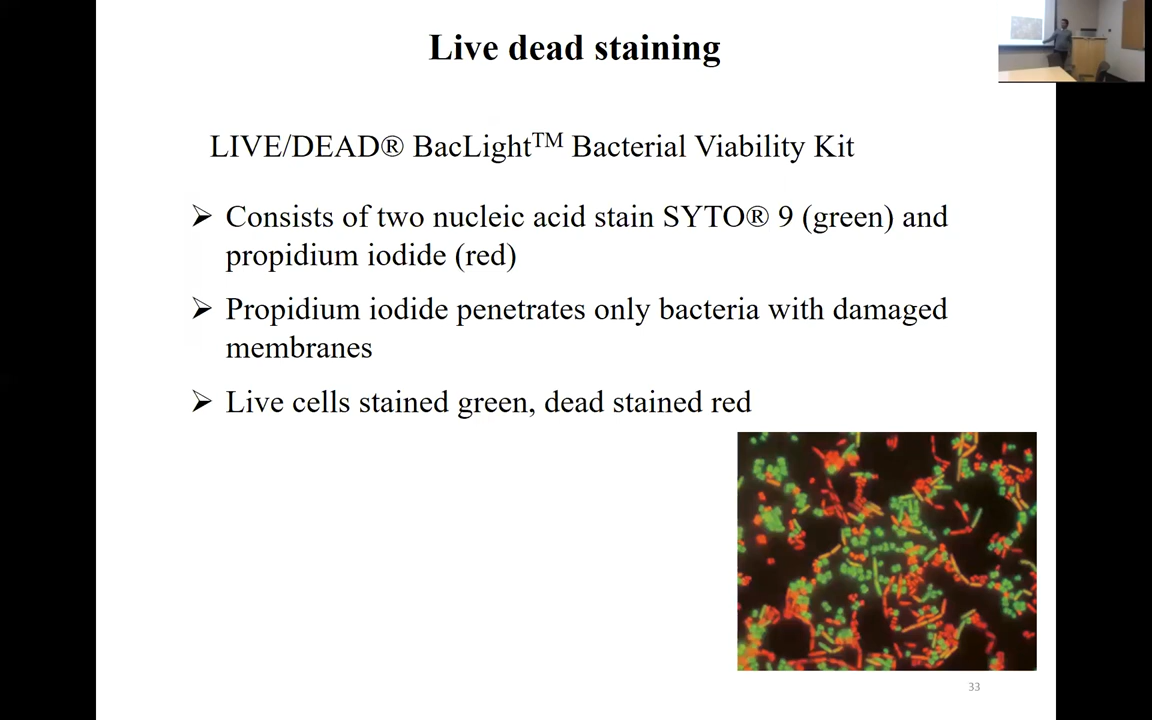 Live dead staining
LIVE/DEAD® BacLight™ Bacterial Viability Kit
➢ Consists of two nucleic acid stain SYTO® 9 (green) and
propidium iodide (red)
➢ Propidium iodide penetrates only bacteria with damaged
membranes
➢ Live cells stained green, dead stained red
33